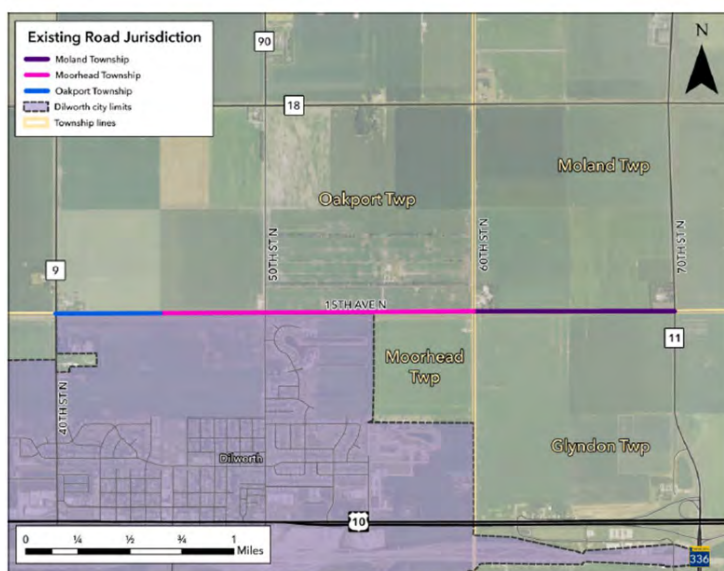 Existing Road Jurisdiction
Moland Township
Moorhead Township
Oakport Township
Dilworth city limits
Township lines
90
N
18
Moland Twp
Oakport Twp
50TH ST N
60TH ST N
70TH ST N
9
15TH AVE N
11
Moorhead
Twp
40TH ST N
Glyndon Twp
Dilworth
10
0 ¼ ½ ¾ 1
Miles
336